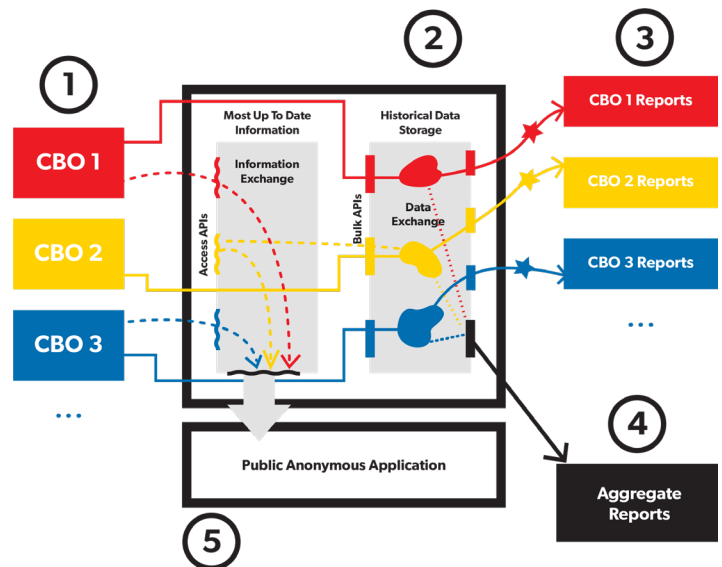 1
2
3
CBO 1
CBO 2
CBO 3
...
Most Up To Date
Information
Information
Exchange
Access APIs
Historical Data
Storage
Bulk APIs
Data
Exchange
CBO 1 Reports
CBO 2 Reports
CBO 3 Reports
...
4
Aggregate
Reports
Public Anonymous Application
5